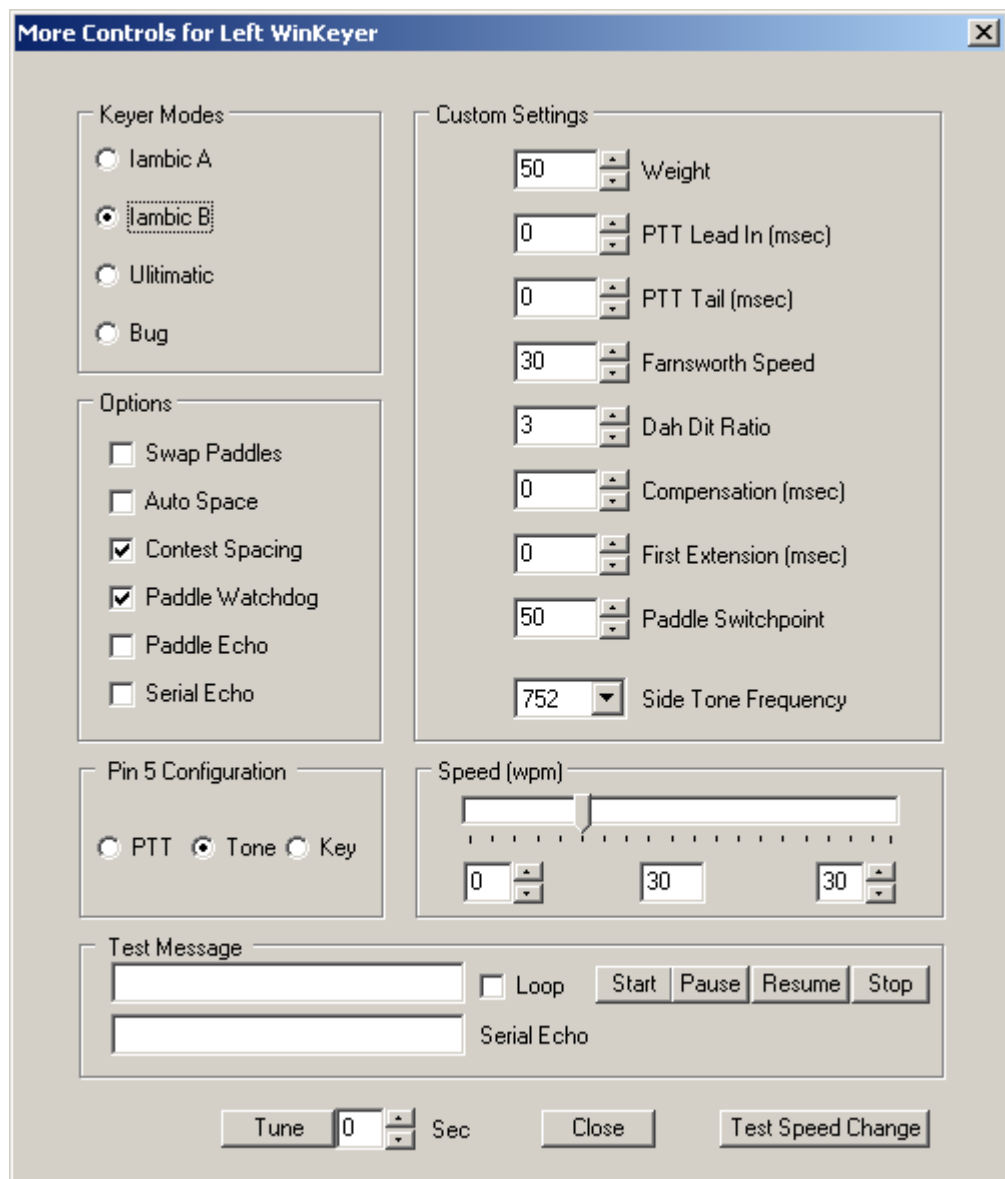 More Controls for Left WinKeyer
Keyer Modes
Iambic A
Iambic B
Ulitimatic
Bug
Options
Swap Paddles
Auto Space
Contest Spacing
Paddle Watchdog
Paddle Echo
Serial Echo
Custom Settings
50 Weight
0 PTT Lead In (msec)
0 PTT Tail (msec)
30 Farnsworth Speed
3 Dah Dit Ratio
0 Compensation (msec)
0 First Extension (msec)
50 Paddle Switchpoint
752 Side Tone Frequency
Pin 5 Configuration
PTT Tone Key
Speed (wpm)
0 30 30
Test Message
Loop Start Pause Resume Stop
Serial Echo
Tune 0 Sec Close Test Speed Change